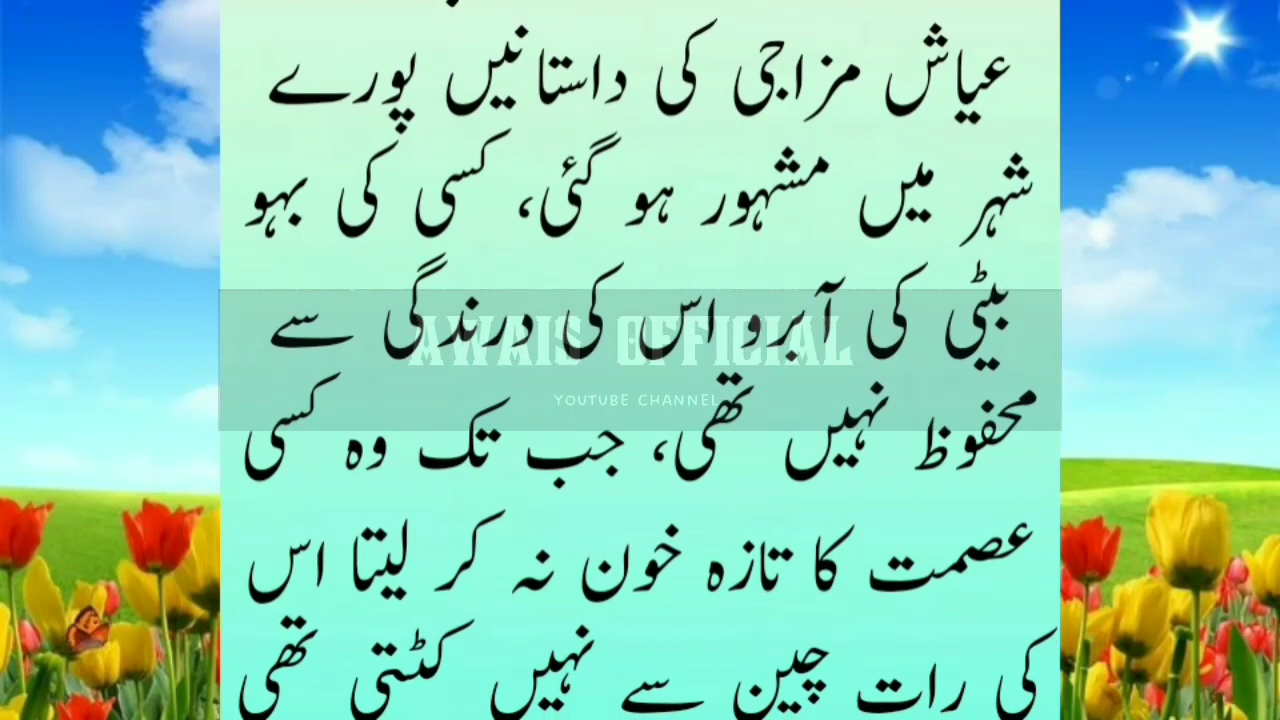 عیاش مزاجی کی داستانیں پورے
شہر میں مشہور ہو گئی، کسی کی بہو
بیٹی کی آبرو اس کی درندگی سے
AWAIS OFFICIAL
YOUTUBE CHANNEL
محفوظ نہیں تھی، جب تک وہ کسی
عصمت کا تازہ خون نہ کر لیتا اس
کی رات چین سے نہیں کٹتی تھی